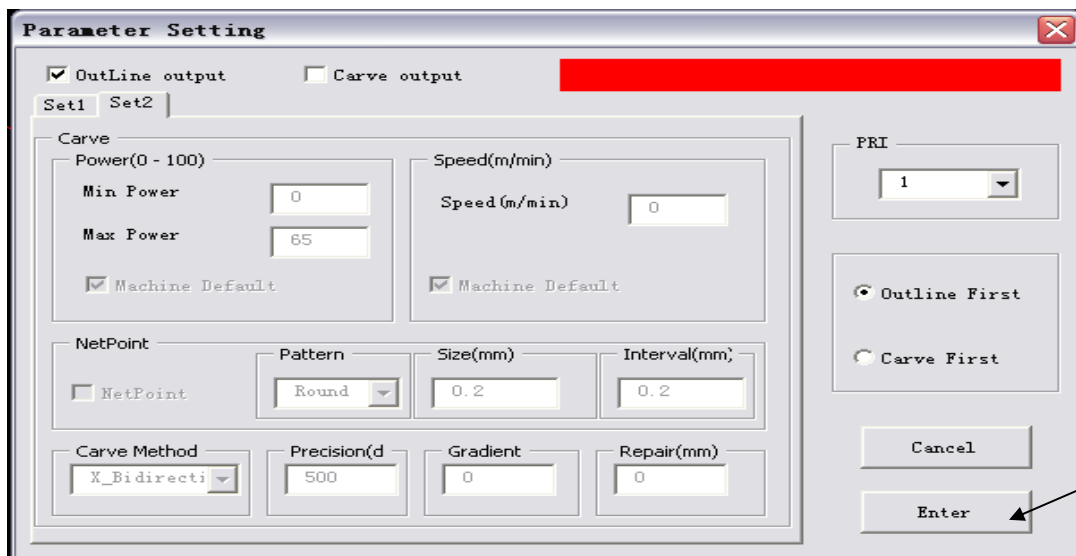 Parameter Setting
OutLine output
Carve output
Set1
Set2
Carve
Power(0 - 100)
Min Power
0
Max Power
65
Machine Default
Speed(m/min)
Speed(m/min)
0
Machine Default
NetPoint
NetPoint
Pattern
Round
Size(mm)
0.2
Interval(mm)
0.2
Carve Method
X_Bidirecti
Precision(d
500
Gradient
0
Repair(mm)
0
PRI
1
Outline First
Carve First
Cancel
Enter